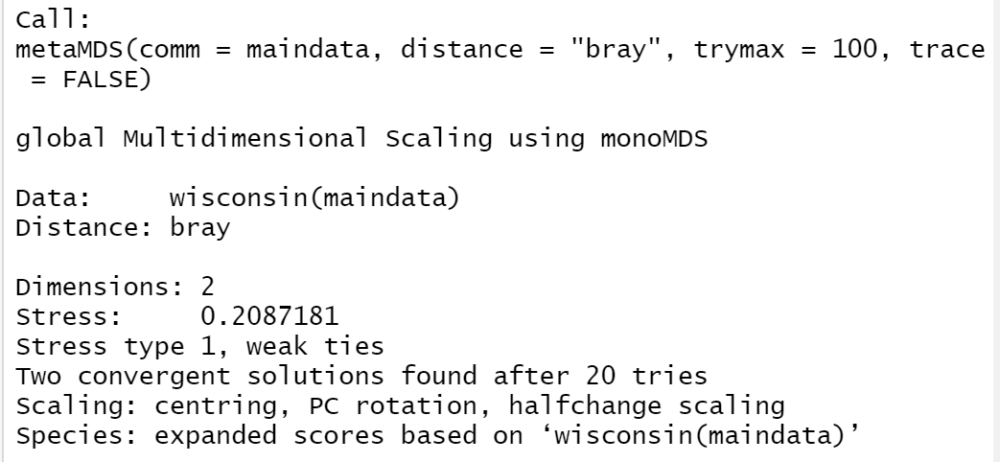 Call:
metaMDS(comm = maindata, distance = "bray", trymax = 100, trace
 = FALSE)

global Multidimensional Scaling using monoMDS

Data:     wisconsin(maindata)
Distance: bray

Dimensions: 2
Stress:     0.2087181
Stress type 1, weak ties
Two convergent solutions found after 20 tries
Scaling: centring, PC rotation, halfchange scaling
Species: expanded scores based on ‘wisconsin(maindata)’